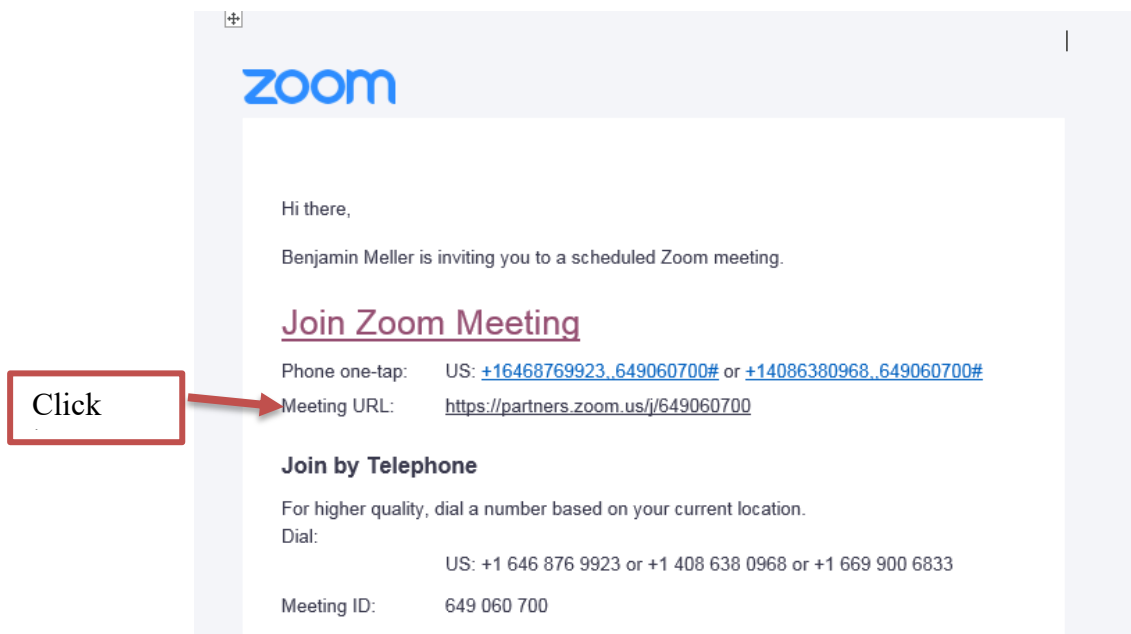 zoom
Hi there,
Benjamin Meller is inviting you to a scheduled Zoom meeting.
Join Zoom Meeting
Phone one-tap: US: +16468769923,,649060700# or +14086380968,,649060700#
Click
Meeting URL: https://partners.zoom.us/j/649060700
Join by Telephone
For higher quality, dial a number based on your current location.
Dial:
US: +1 646 876 9923 or +1 408 638 0968 or +1 669 900 6833
Meeting ID: 649 060 700